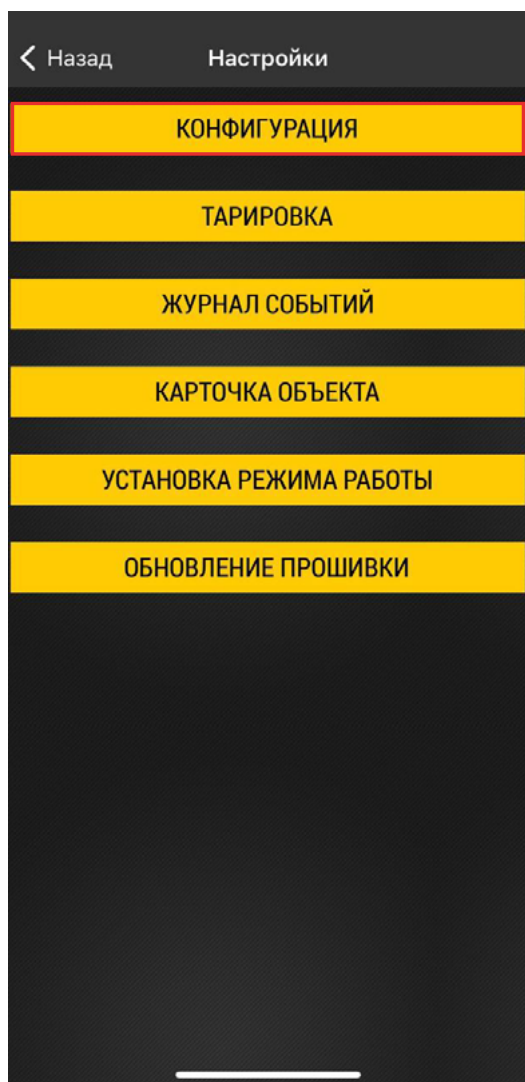 Назад Настройки
КОНФИГУРАЦИЯ
ТАРИРОВКА
ЖУРНАЛ СОБЫТИЙ
КАРТОЧКА ОБЪЕКТА
УСТАНОВКА РЕЖИМА РАБОТЫ
ОБНОВЛЕНИЕ ПРОШИВКИ